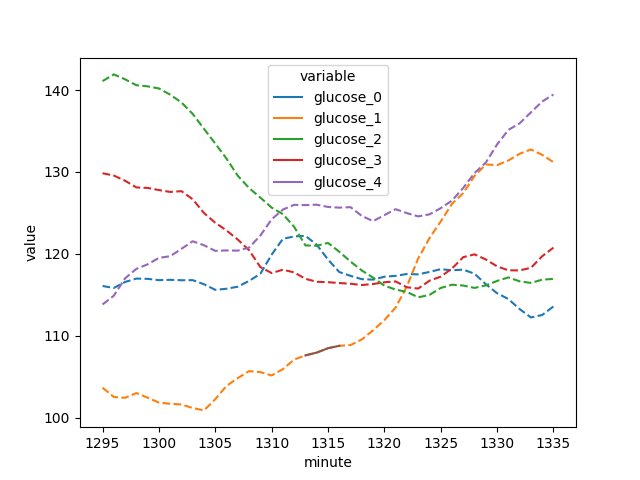 variable
glucose_0
glucose_1
glucose_2
glucose_3
glucose_4
value
140
130
120
110
100
1295 1300 1305 1310 1315 1320 1325 1330 1335
minute